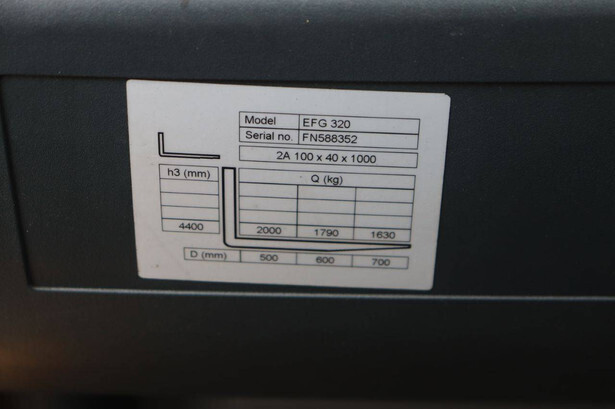 Model EFG 320
Serial no. FN588352
2A 100 x 40 x 1000
h3 (mm) Q (kg)
4400 2000 1790 1630
D (mm) 500 600 700